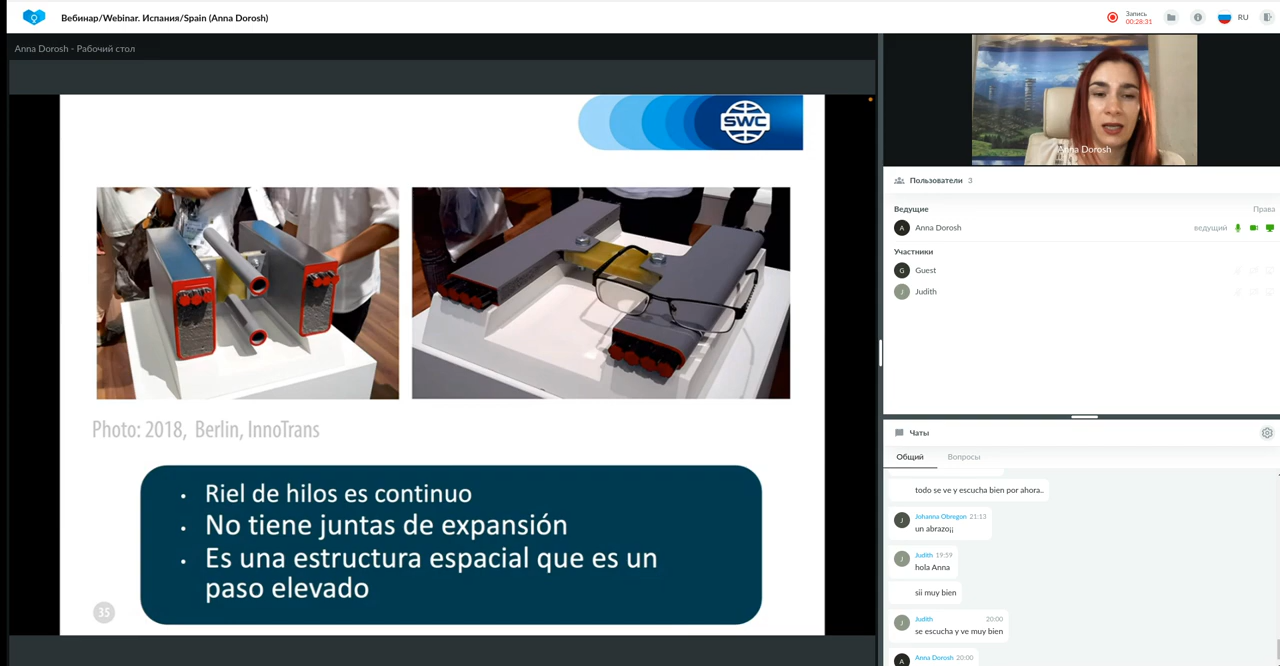 Вебинар/Webinar. Испания/Spain (Anna Dorosh)
Запись
00:28:31
RU
Anna Dorosh - Рабочий стол
SWC
Photo: 2018, Berlin, InnoTrans
• Riel de hilos es continuo
• No tiene juntas de expansión
• Es una estructura espacial que es un
paso elevado
35
Anna Dorosh
Пользователи 3
Ведущие Права
A Anna Dorosh ведущий
Участники
G Guest
J Judith
Чаты
Общий Вопросы
todo se ve y escucha bien por ahora..
J Johanna Obregon 21:13
un abrazo¡¡
J Judith 19:59
hola Anna
sii muy bien
J Judith 20:00
se escucha y ve muy bien
A Anna Dorosh 20:00